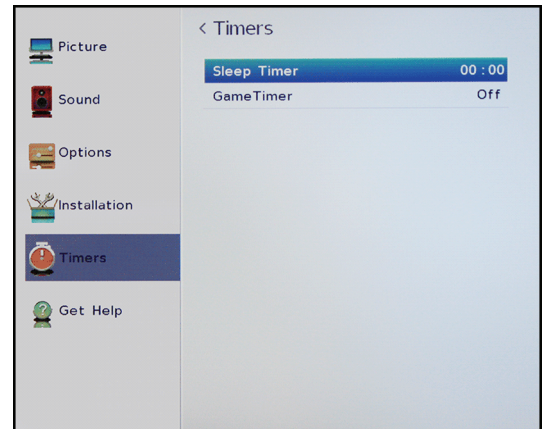 Picture
Sound
Options
Installation
Timers
Get Help
< Timers
Sleep Timer 00 : 00
GameTimer Off